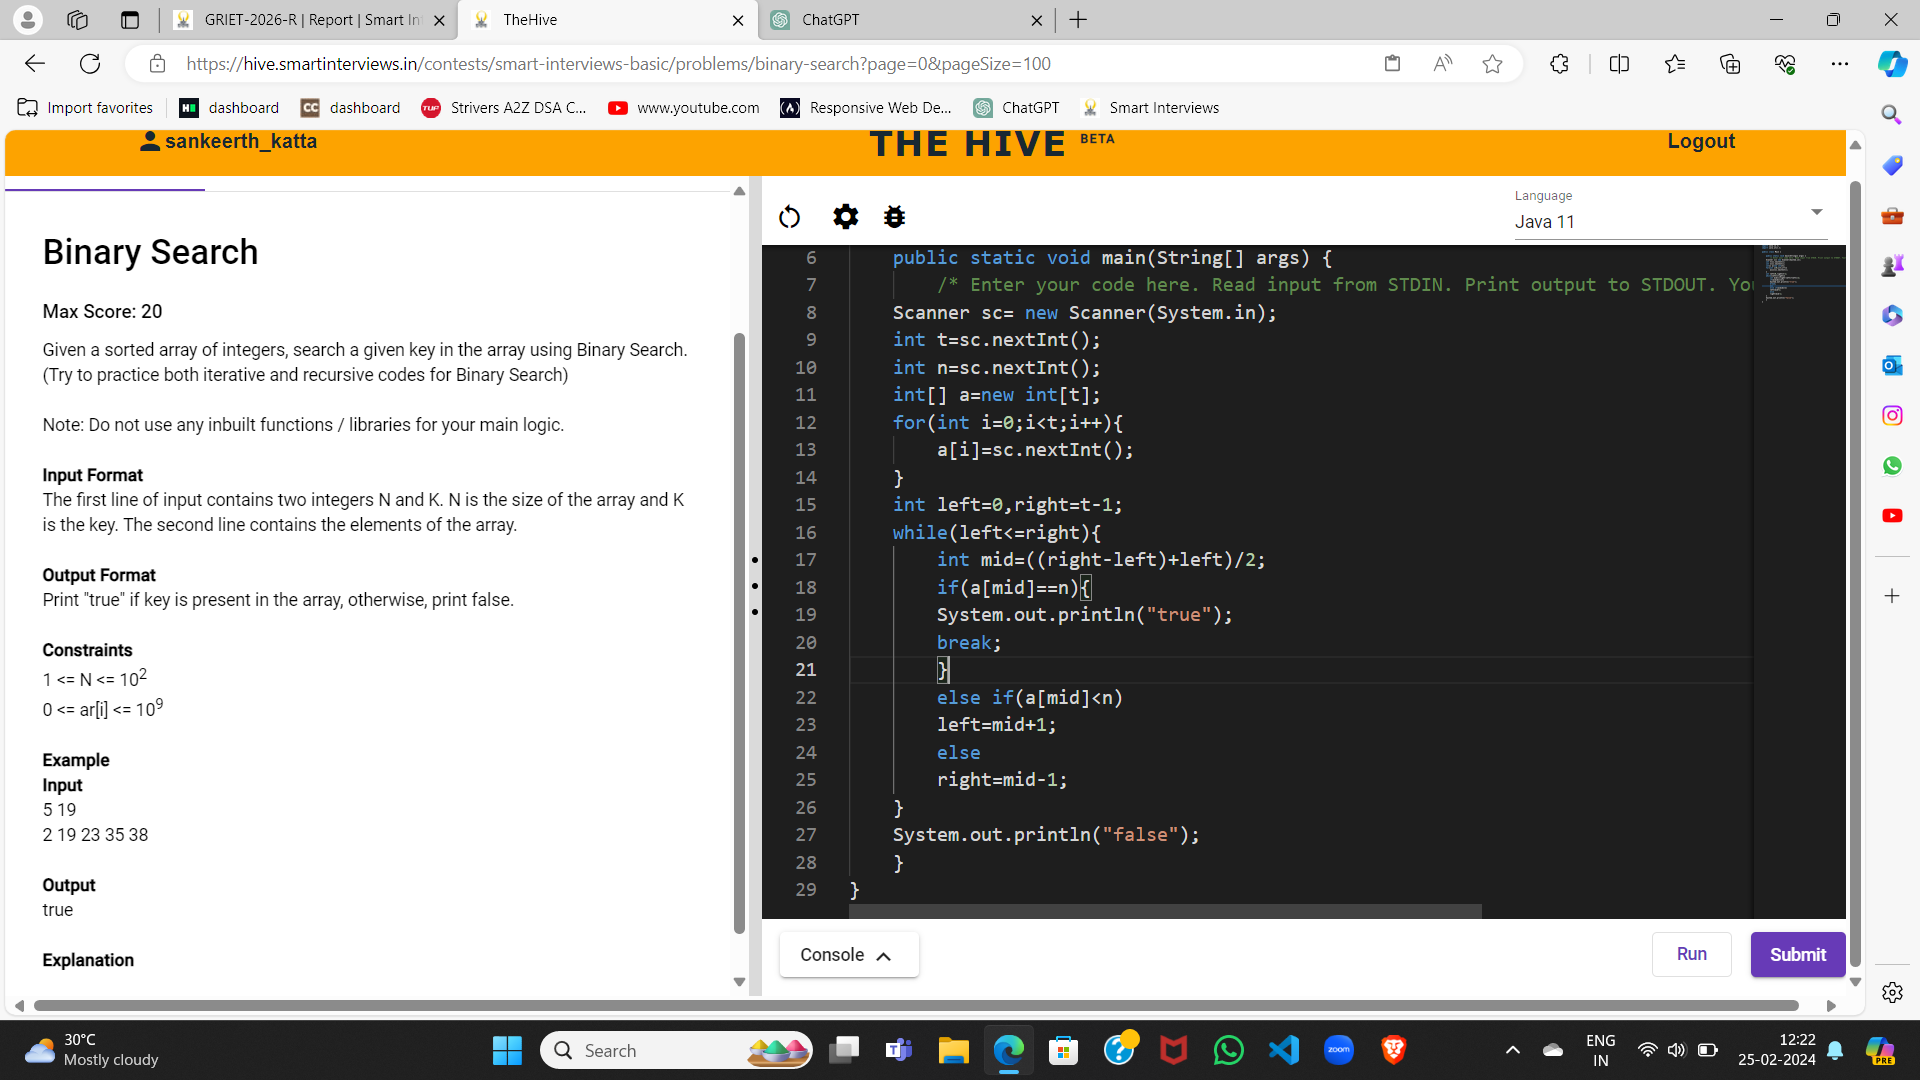 GRIET-2026-R | Report | Smart In
TheHive
ChatGPT
https://hive.smartinterviews.in/contests/smart-interviews-basic/problems/binary-search?page=0&pageSize=100
Import favorites
dashboard
dashboard
Strivers A2Z DSA C...
www.youtube.com
Responsive Web De...
ChatGPT
Smart Interviews
sankeerth_katta
THE HIVE BETA
Logout
Binary Search
Max Score: 20
Given a sorted array of integers, search a given key in the array using Binary Search.
(Try to practice both iterative and recursive codes for Binary Search)
Note: Do not use any inbuilt functions / libraries for your main logic.
Input Format
The first line of input contains two integers N and K. N is the size of the array and K
is the key. The second line contains the elements of the array.
Output Format
Print "true" if key is present in the array, otherwise, print false.
Constraints
1 <= N <= 10^2
0 <= ar[i] <= 10^9
Example
Input
5 19
2 19 23 35 38
Output
true
Explanation
Language
Java 11
6 public static void main(String[] args) {
7 /* Enter your code here. Read input from STDIN. Print output to STDOUT. You
8 Scanner sc= new Scanner(System.in);
9 int t=sc.nextInt();
10 int n=sc.nextInt();
11 int[] a=new int[t];
12 for(int i=0;i<t;i++){
13 a[i]=sc.nextInt();
14 }
15 int left=0,right=t-1;
16 while(left<=right){
17 int mid=((right-left)+left)/2;
18 if(a[mid]==n){
19 System.out.println("true");
20 break;
21 }
22 else if(a[mid]<n)
23 left=mid+1;
24 else
25 right=mid-1;
26 }
27 System.out.println("false");
28 }
29 }
Console
Run
Submit
30°C
Mostly cloudy
Search
zoom
ENG
IN
12:22
25-02-2024
PRE